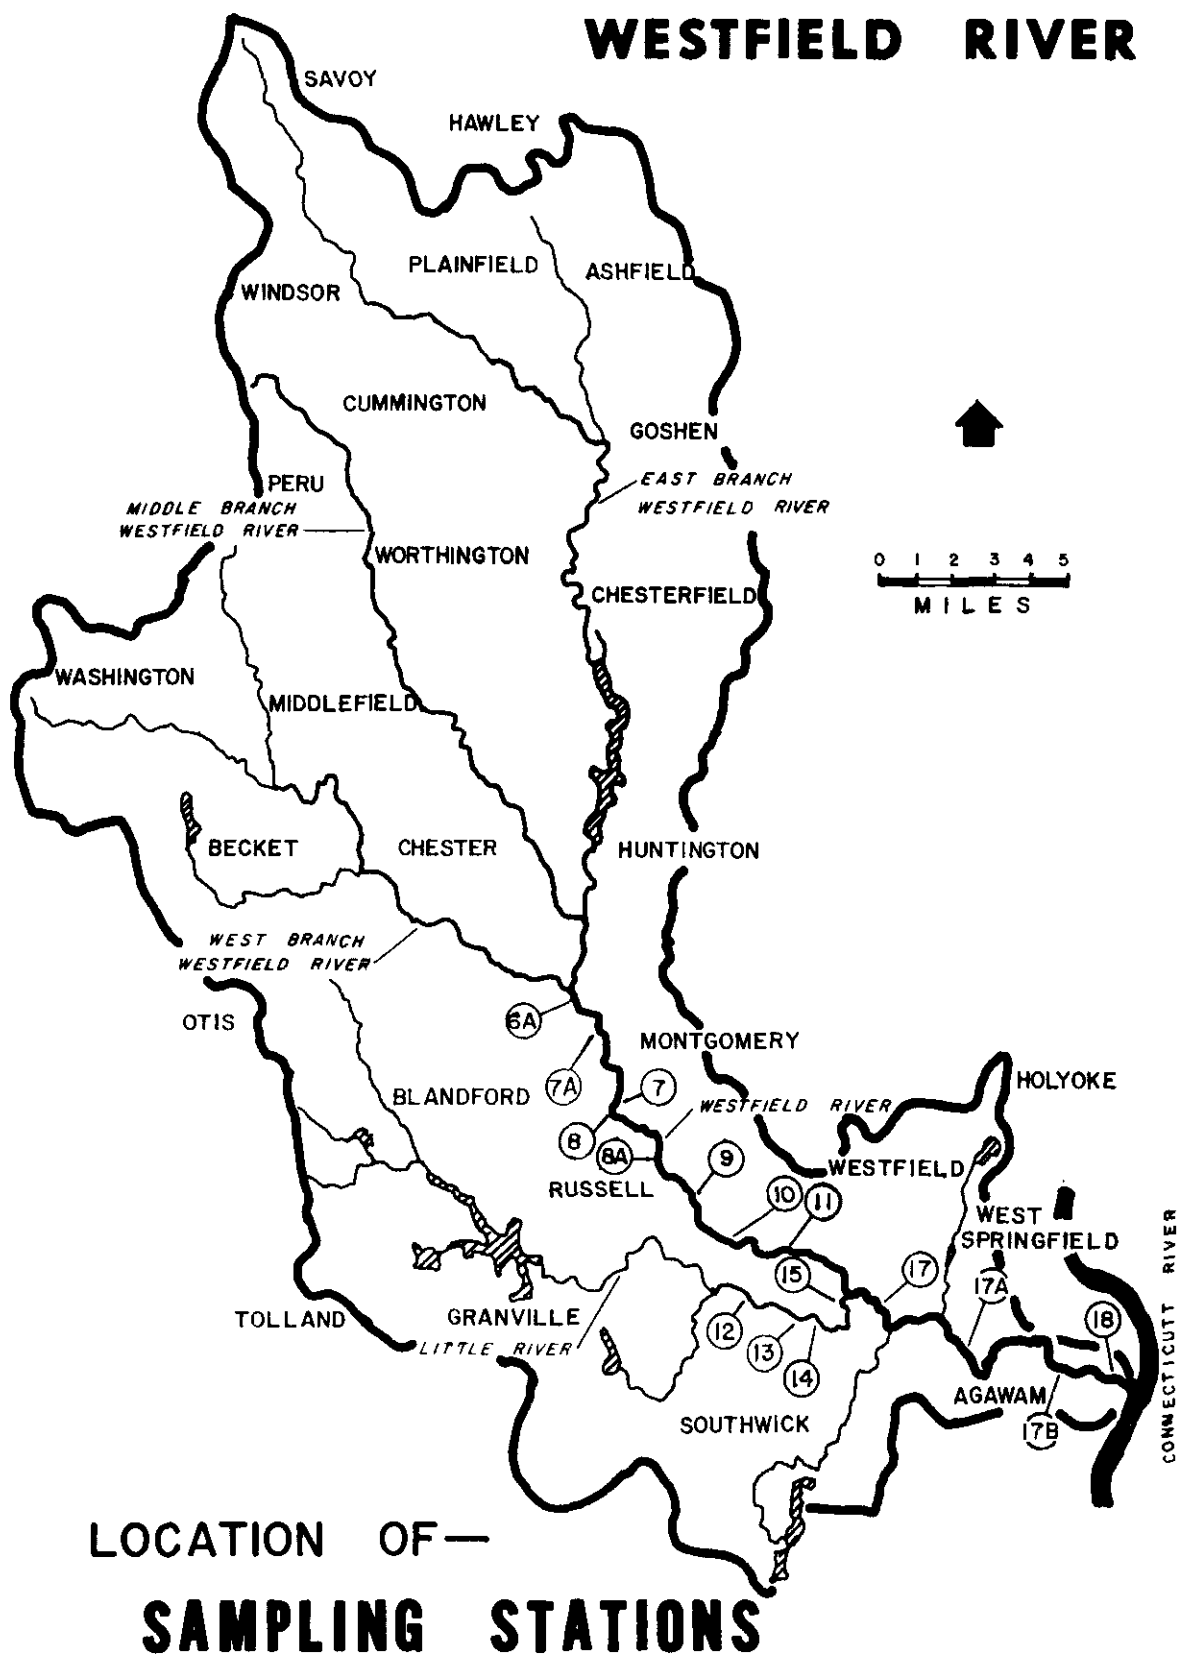 WESTFIELD RIVER
SAVOY
HAWLEY
PLAINFIELD
ASHFIELD
WINDSOR
CUMMINGTON
GOSHEN
PERU
EAST BRANCH
WESTFIELD RIVER
MIDDLE BRANCH
WESTFIELD RIVER
WORTHINGTON
0 1 2 3 4 5
MILES
CHESTERFIELD
WASHINGTON
MIDDLEFIELD
BECKET
CHESTER
HUNTINGTON
WEST BRANCH
WESTFIELD RIVER
OTIS
6A
MONTGOMERY
HOLYOKE
7A
7
BLANDFORD
WESTFIELD RIVER
8
8A
9
WESTFIELD
RUSSELL
10
11
WEST
SPRINGFIELD
CONNECTICUTT RIVER
15
17
17A
TOLLAND
GRANVILLE
LITTLE RIVER
12
13
14
18
AGAWAM
SOUTHWICK
17B
LOCATION OF—
SAMPLING STATIONS